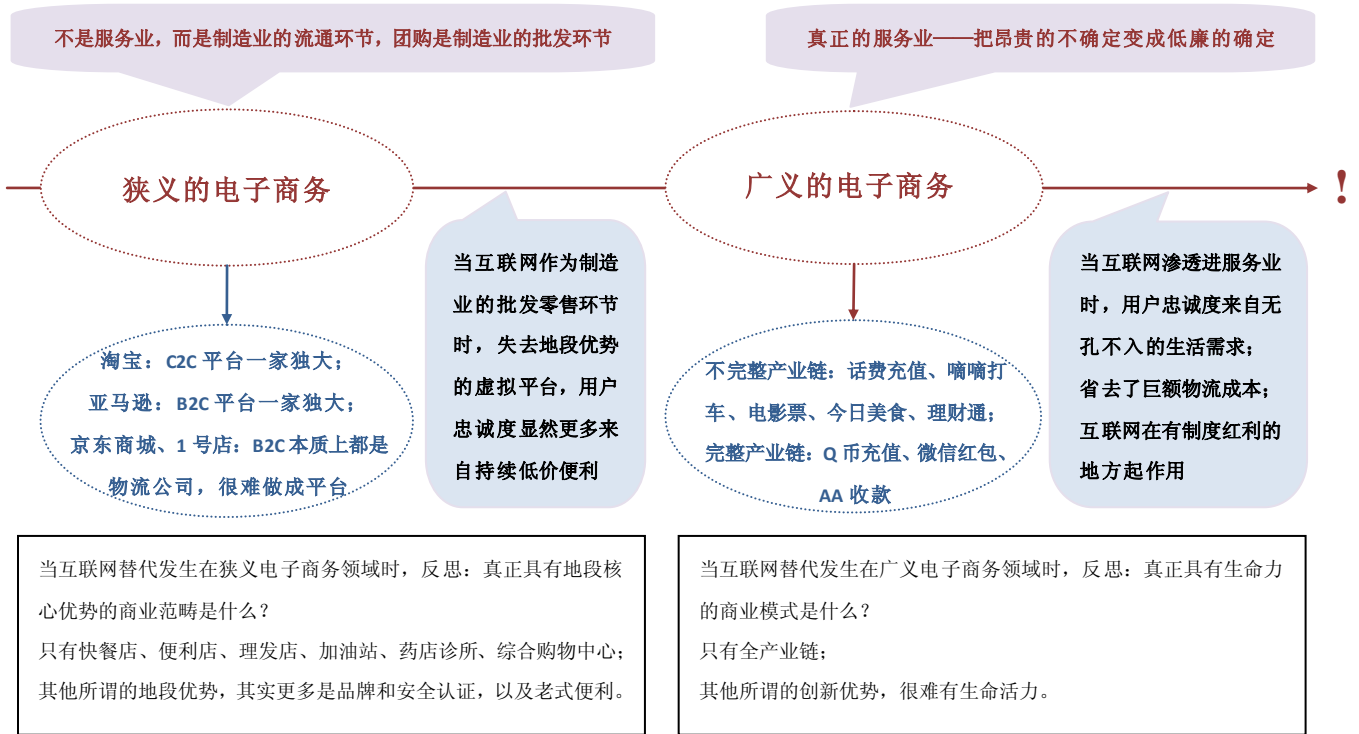 不是服务业，而是制造业的流通环节，团购是制造业的批发环节
真正的服务业——把昂贵的不确定变成低廉的确定
狭义的电子商务
广义的电子商务
！
当互联网作为制造
业的批发零售环节
时，失去地段优势
的虚拟平台，用户
忠诚度显然更多来
自持续低价便利
当互联网渗透进服务业
时，用户忠诚度来自无
孔不入的生活需求；
省去了巨额物流成本；
互联网在有制度红利的
地方起作用
淘宝：C2C 平台一家独大；
亚马逊：B2C 平台一家独大；
京东商城、1 号店：B2C 本质上都是
物流公司，很难做成平台
不完整产业链：话费充值、嘀嘀打
车、电影票、今日美食、理财通；
完整产业链：Q 币充值、微信红包、
AA 收款
当互联网替代发生在狭义电子商务领域时，反思：真正具有地段核
心优势的商业范畴是什么？
只有快餐店、便利店、理发店、加油站、药店诊所、综合购物中心；
其他所谓的地段优势，其实更多是品牌和安全认证，以及老式便利。
当互联网替代发生在广义电子商务领域时，反思：真正具有生命力
的商业模式是什么？
只有全产业链；
其他所谓的创新优势，很难有生命活力。